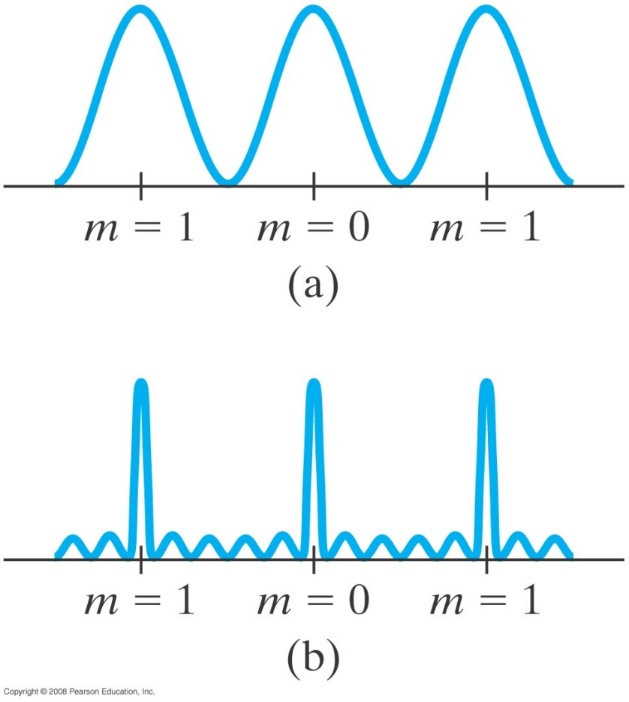 m = 1 m = 0 m = 1
(a)
m = 1 m = 0 m = 1
(b)
Copyright © 2008 Pearson Education, Inc.